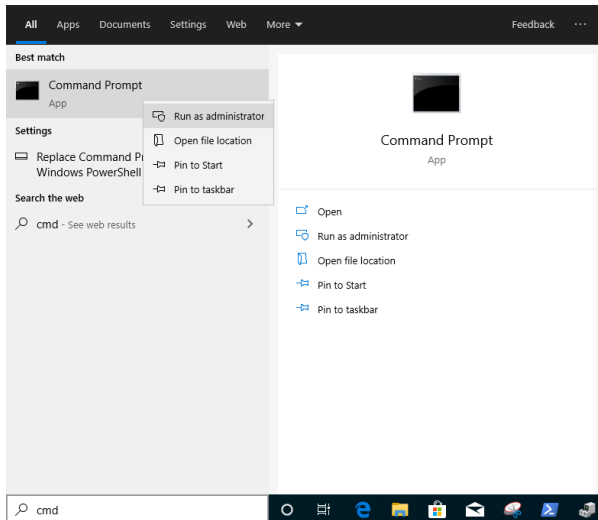 All Apps Documents Settings Web More Feedback ...
Best match
Command Prompt
App
Run as administrator
Open file location
Pin to Start
Pin to taskbar
Settings
Replace Command Pr
Windows PowerShell
Search the web
cmd - See web results
Command Prompt
App
Open
Run as administrator
Open file location
Pin to Start
Pin to taskbar
cmd